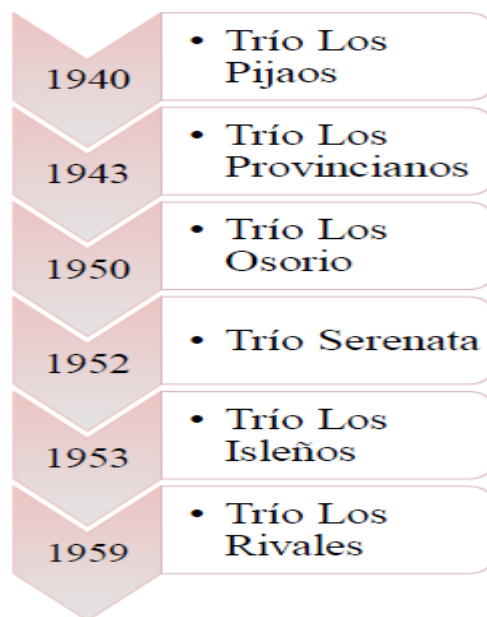 1940
• Trío Los
Pijaos
1943
• Trío Los
Provincianos
1950
• Trío Los
Osorio
1952
• Trío Serenata
1953
• Trío Los
Isleños
1959
• Trío Los
Rivales